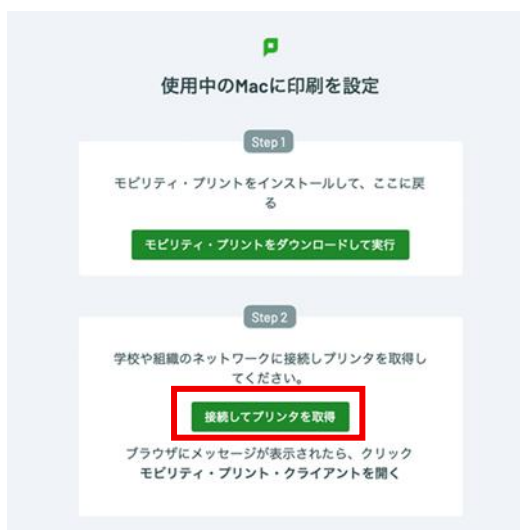 使用中のMacに印刷を設定
Step 1
モビリティ・プリントをインストールして、ここに戻
る
モビリティ・プリントをダウンロードして実行
Step 2
学校や組織のネットワークに接続しプリンタを取得し
てください。
接続してプリンタを取得
ブラウザにメッセージが表示されたら、クリック
モビリティ・プリント・クライアントを開く